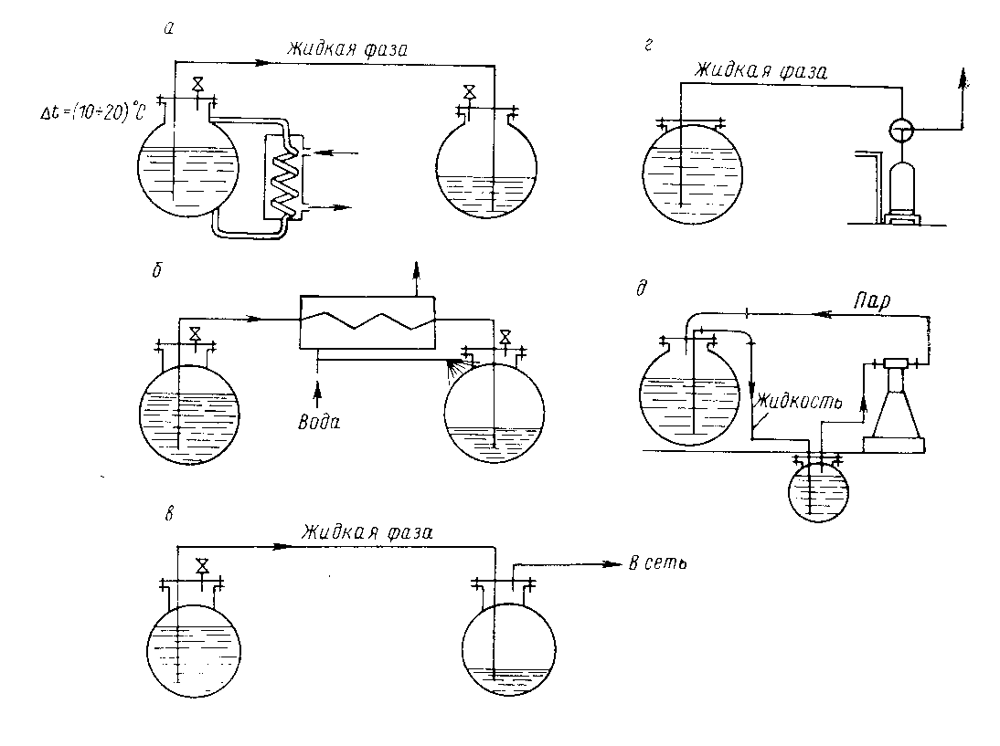 а
Жидкая фаза
Δt=(10÷20)°C
г
Жидкая фаза
б
Вода
д
Пар
Жидкость
в
Жидкая фаза
В сеть